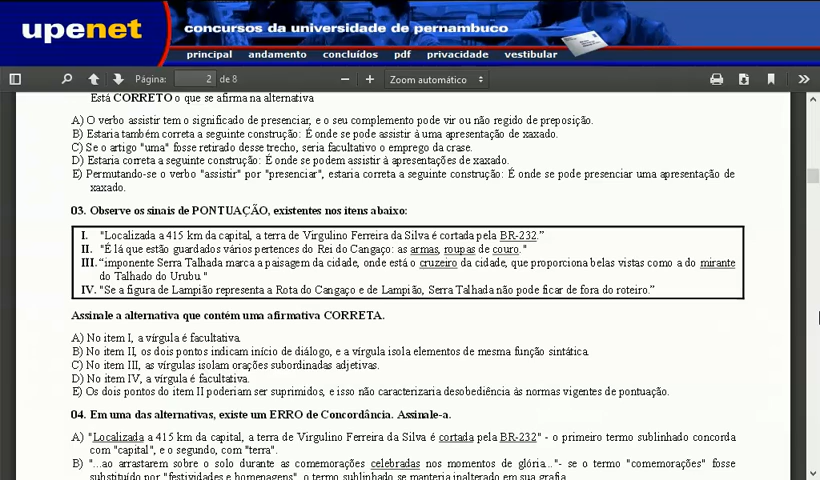 upenet
concursos da universidade de pernambuco
principal andamento concluídos pdf privacidade vestibular
Página: 2 de 8 Zoom automático
Está CORRETO o que se afirma na alternativa
A) O verbo assistir tem o significado de presenciar, e o seu complemento pode vir ou não regido de preposição.
B) Estaria também correta a seguinte construção: É onde se pode assistir à uma apresentação de xaxado.
C) Se o artigo "uma" fosse retirado desse trecho, seria facultativo o emprego da crase.
D) Estaria correta a seguinte construção: É onde se podem assistir à apresentações de xaxado.
E) Permutando-se o verbo "assistir" por "presenciar", estaria correta a seguinte construção: É onde se pode presenciar uma apresentação de
xaxado.
03. Observe os sinais de PONTUAÇÃO, existentes nos itens abaixo:
I. "Localizada a 415 km da capital, a terra de Virgulino Ferreira da Silva é cortada pela BR-232."
II. "É lá que estão guardados vários pertences do Rei do Cangaço: as armas, roupas de couro."
III. "imponente Serra Talhada marca a paisagem da cidade, onde está o cruzeiro da cidade, que proporciona belas vistas como a do mirante
do Talhado do Urubu."
IV. "Se a figura de Lampião representa a Rota do Cangaço e de Lampião, Serra Talhada não pode ficar de fora do roteiro."
Assinale a alternativa que contém uma afirmativa CORRETA.
A) No item I, a vírgula é facultativa.
B) No item II, os dois pontos indicam início de diálogo, e a vírgula isola elementos de mesma função sintática.
C) No item III, as vírgulas isolam orações subordinadas adjetivas.
D) No item IV, a vírgula é facultativa.
E) Os dois pontos do item II poderiam ser suprimidos, e isso não caracterizaria desobediência às normas vigentes de pontuação.
04. Em uma das alternativas, existe um ERRO de Concordância. Assinale-a.
A) "Localizada a 415 km da capital, a terra de Virgulino Ferreira da Silva é cortada pela BR-232" - o primeiro termo sublinhado concorda
com "capital", e o segundo, com "terra".
B) "...ao arrastarem sobre o solo durante as comemorações celebradas nos momentos de glória..."- se o termo "comemorações" fosse
substituído por "festividades e homenagens", o termo sublinhado se manteria inalterado em sua grafia.